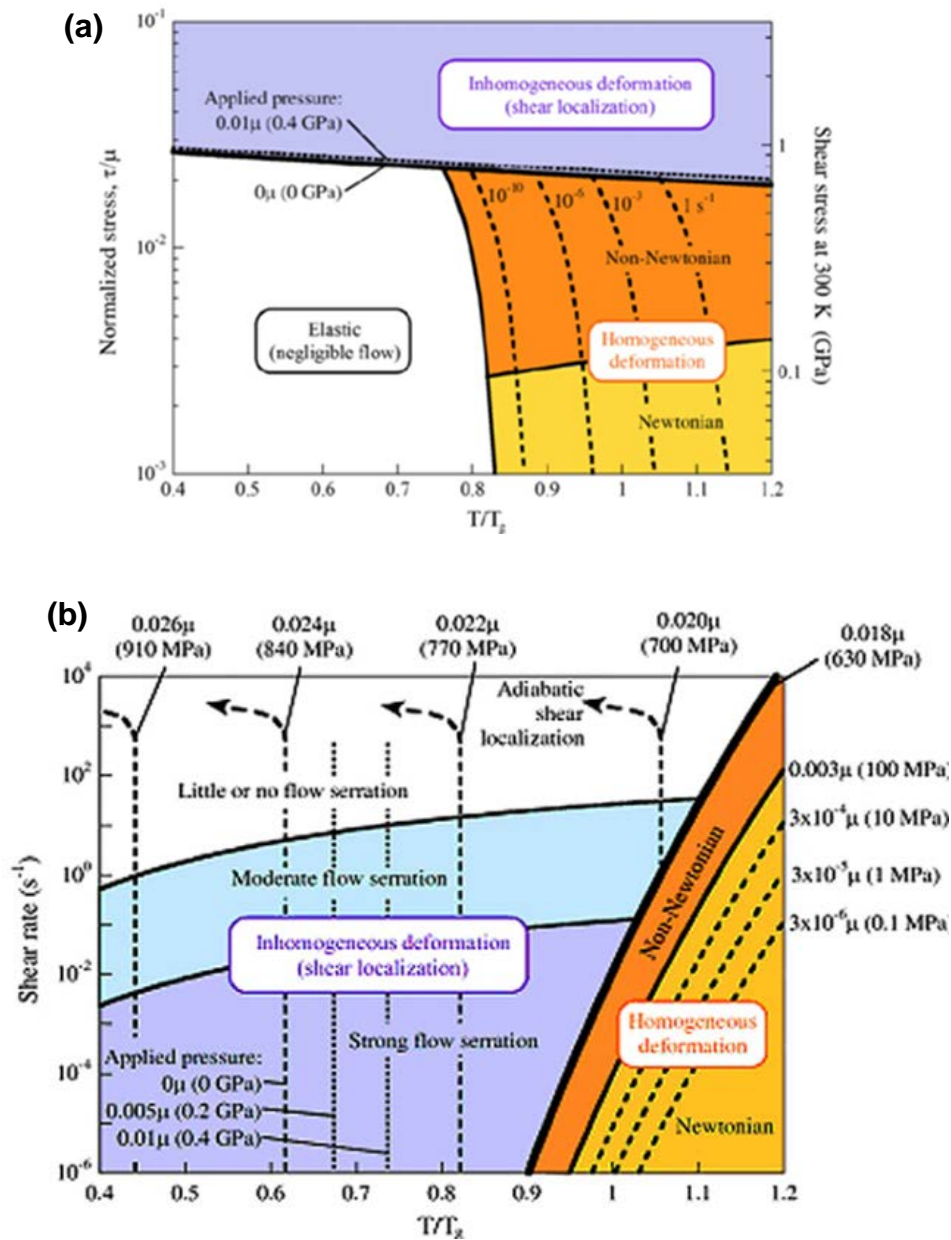 (a)
10⁻¹
10⁻²
10⁻³
Normalized stress, τ/μ
Applied pressure:
0.01μ (0.4 GPa)
0μ (0 GPa)
Inhomogeneous deformation
(shear localization)
10⁻¹⁰
10⁻⁶
10⁻³
1 s⁻¹
Non-Newtonian
Elastic
(negligible flow)
Homogeneous
deformation
Newtonian
1
0.1
Shear stress at 300 K (GPa)
0.4 0.5 0.6 0.7 0.8 0.9 1 1.1 1.2
T/Tg
(b)
0.026μ
(910 MPa)
0.024μ
(840 MPa)
0.022μ
(770 MPa)
0.020μ
(700 MPa)
0.018μ
(630 MPa)
10⁴
10²
10⁰
10⁻²
10⁻⁴
10⁻⁶
Shear rate (s⁻¹)
Adiabatic
shear
localization
Little or no flow serration
Moderate flow serration
Inhomogeneous deformation
(shear localization)
Strong flow serration
Applied pressure:
0μ (0 GPa)
0.005μ (0.2 GPa)
0.01μ (0.4 GPa)
Non-Newtonian
Homogeneous
deformation
Newtonian
0.003μ (100 MPa)
3x10⁻⁴μ (10 MPa)
3x10⁻⁵μ (1 MPa)
3x10⁻⁶μ (0.1 MPa)
0.4 0.5 0.6 0.7 0.8 0.9 1 1.1 1.2
T/Tg